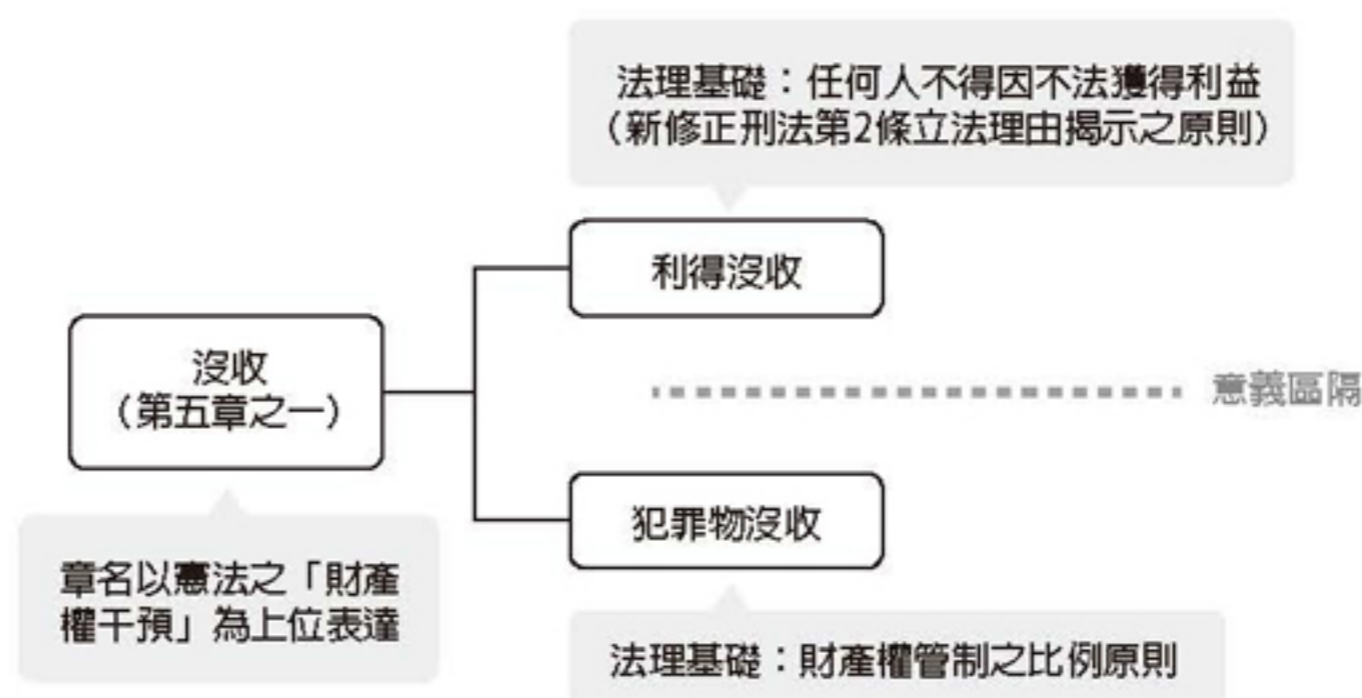 法理基礎：任何人不得因不法獲得利益
（新修正刑法第2條立法理由揭示之原則）
利得沒收
沒收
（第五章之一）
意義區隔
犯罪物沒收
章名以憲法之「財產
權干預」為上位表達
法理基礎：財產權管制之比例原則